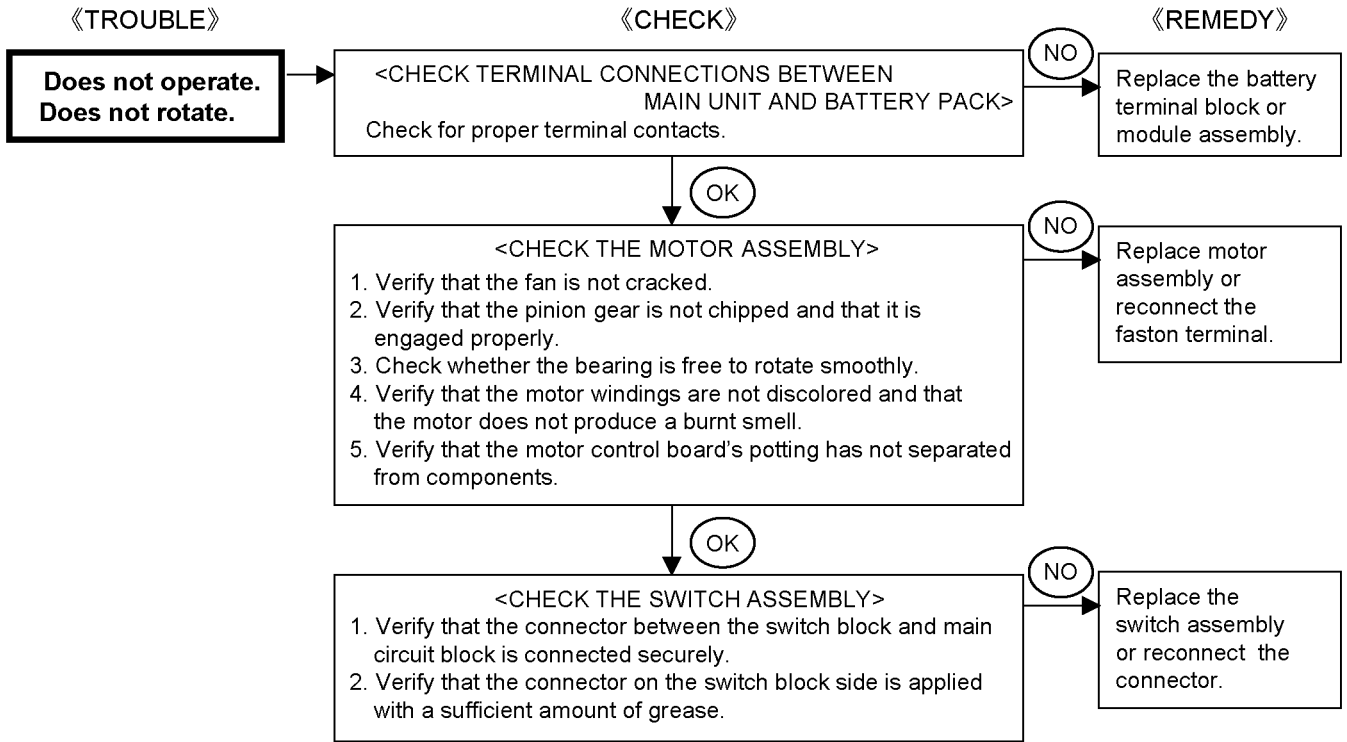 《TROUBLE》
《CHECK》
《REMEDY》
Does not operate.
Does not rotate.
<CHECK TERMINAL CONNECTIONS BETWEEN
MAIN UNIT AND BATTERY PACK>
Check for proper terminal contacts.
NO
Replace the battery
terminal block or
module assembly.
OK
<CHECK THE MOTOR ASSEMBLY>
1. Verify that the fan is not cracked.
2. Verify that the pinion gear is not chipped and that it is
engaged properly.
3. Check whether the bearing is free to rotate smoothly.
4. Verify that the motor windings are not discolored and that
the motor does not produce a burnt smell.
5. Verify that the motor control board's potting has not separated
from components.
NO
Replace motor
assembly or
reconnect the
faston terminal.
OK
<CHECK THE SWITCH ASSEMBLY>
1. Verify that the connector between the switch block and main
circuit block is connected securely.
2. Verify that the connector on the switch block side is applied
with a sufficient amount of grease.
NO
Replace the
switch assembly
or reconnect the
connector.